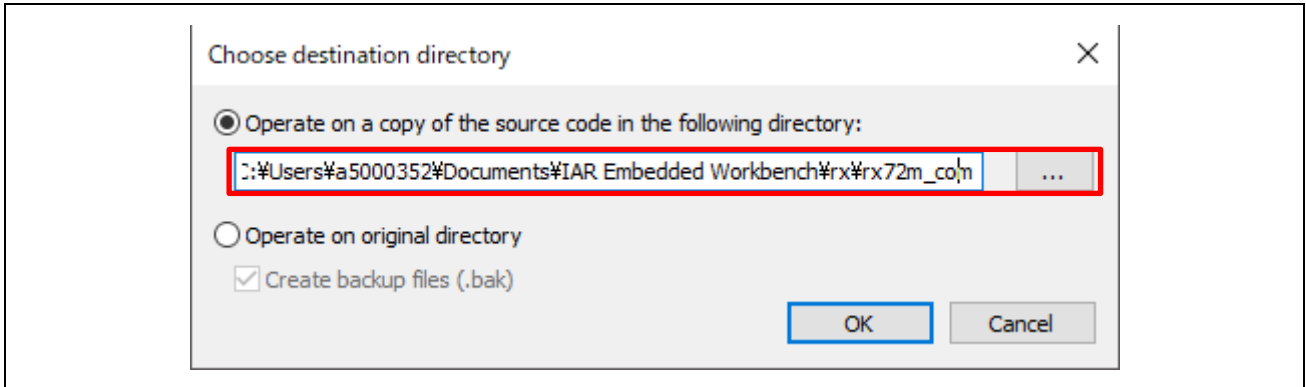 Choose destination directory
Operate on a copy of the source code in the following directory:
:¥Users¥a5000352¥Documents¥IAR Embedded Workbench¥rx¥rx72m_com
...
Operate on original directory
Create backup files (.bak)
OK Cancel